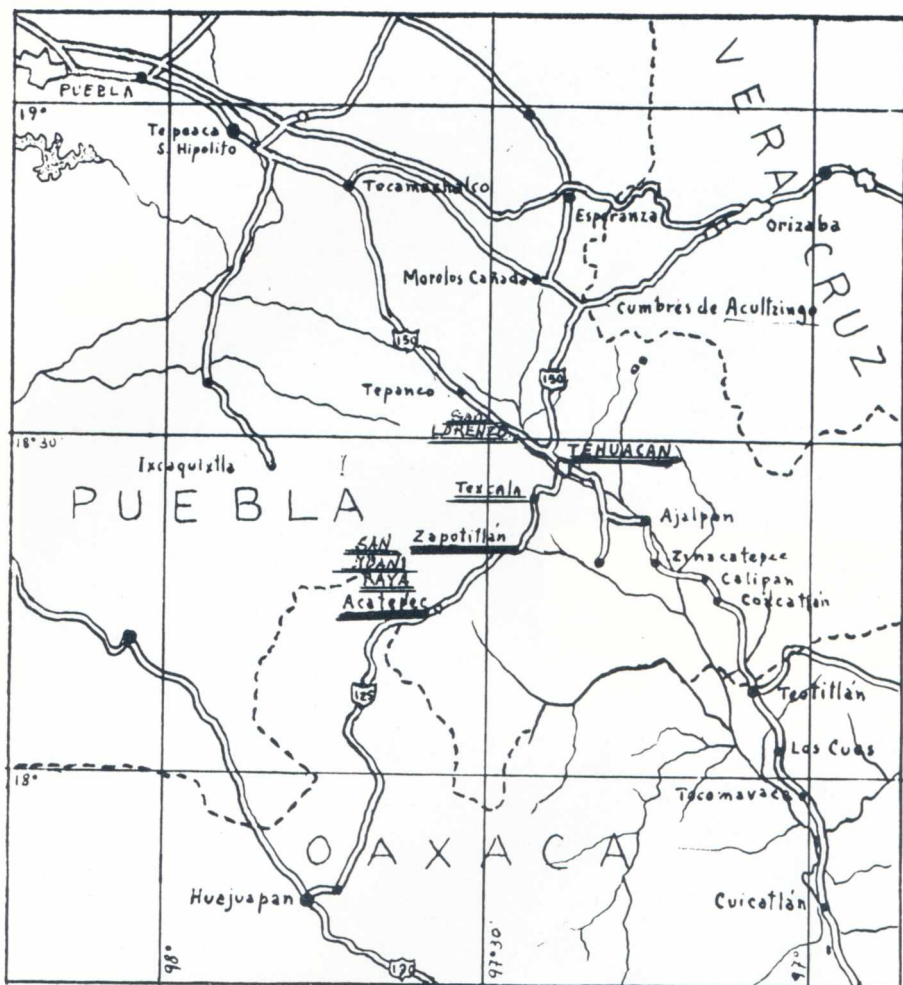 VERACRUZ
PUEBLA
19°
Tepeaca
S. Hipolito
Tecamachalco
Esperanza
Orizaba
Morelos Cañada
Cumbres de Acultzingo
150
150
Tepanco
SAN
LORENZO
18°30
TEHUACAN
Ixcaquixtla
Texcala
PUEBLA
Ajalpan
Zapotitlán
SAN
JUAN
RAYA
Zinacatepec
Calipan
Coxcatlán
Acatepec
125
Teotitlán
Los Cues
18°
Tecomavaca
OAXACA
Huejuapan
Cuicatlán
98°
97°30'
97°
190